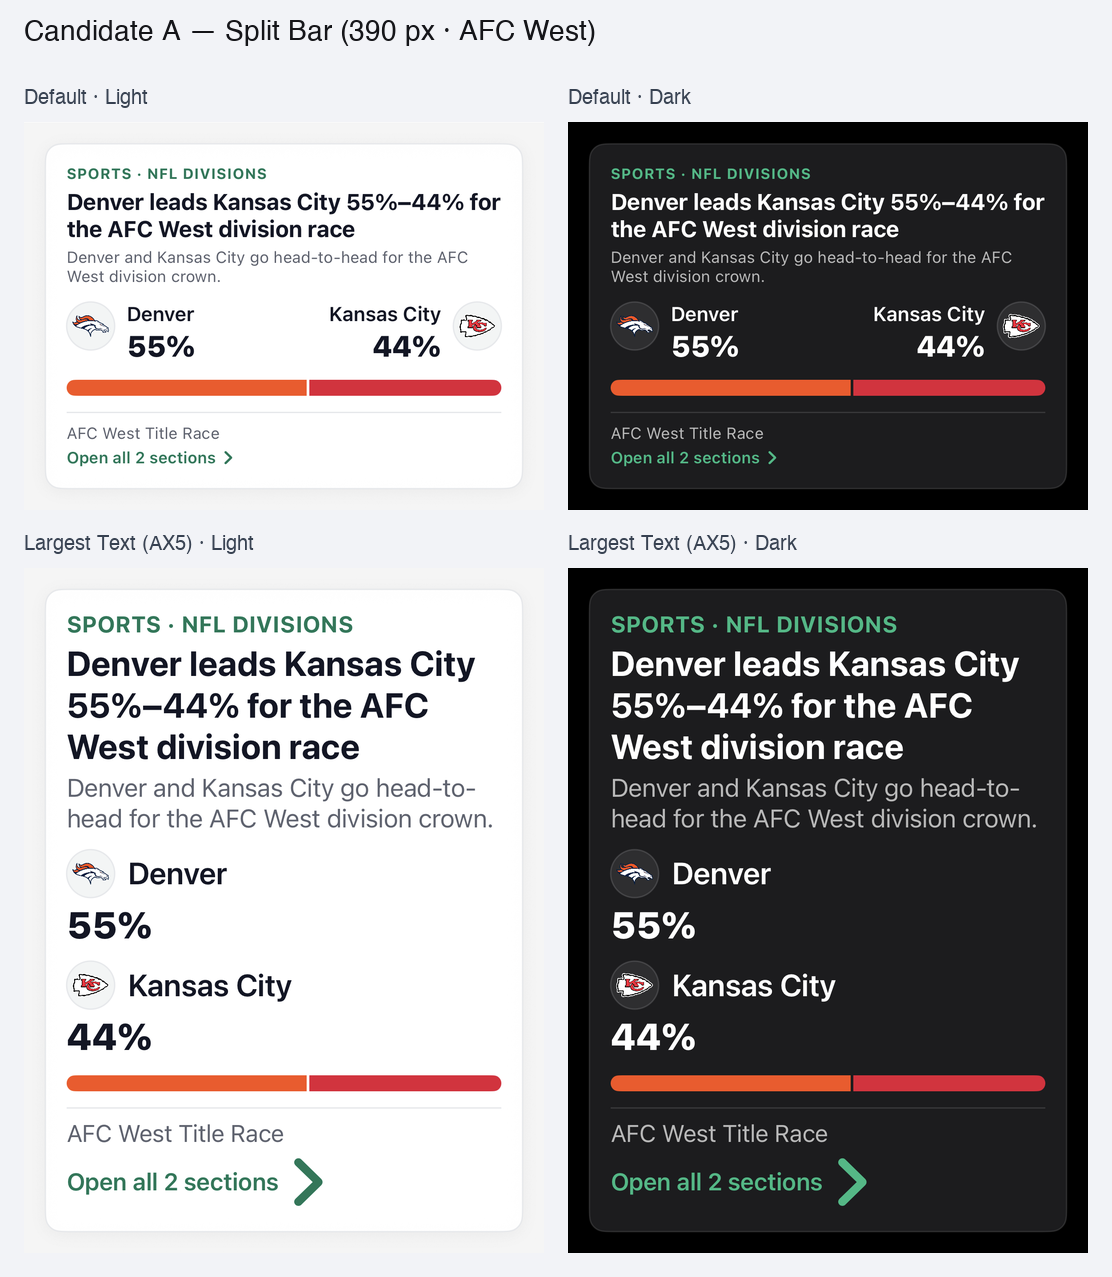 Candidate A — Split Bar (390 px · AFC West)
Default · Light
SPORTS · NFL DIVISIONS
Denver leads Kansas City 55%–44% for
the AFC West division race
Denver and Kansas City go head-to-head for the AFC
West division crown.
Denver
55%
Kansas City
44%
KC
AFC West Title Race
Open all 2 sections
Default · Dark
SPORTS · NFL DIVISIONS
Denver leads Kansas City 55%–44% for
the AFC West division race
Denver and Kansas City go head-to-head for the AFC
West division crown.
Denver
55%
Kansas City
44%
KC
AFC West Title Race
Open all 2 sections
Largest Text (AX5) · Light
SPORTS · NFL DIVISIONS
Denver leads Kansas City
55%–44% for the AFC
West division race
Denver and Kansas City go head-to-
head for the AFC West division crown.
Denver
55%
KC
Kansas City
44%
AFC West Title Race
Open all 2 sections
Largest Text (AX5) · Dark
SPORTS · NFL DIVISIONS
Denver leads Kansas City
55%–44% for the AFC
West division race
Denver and Kansas City go head-to-
head for the AFC West division crown.
Denver
55%
KC
Kansas City
44%
AFC West Title Race
Open all 2 sections